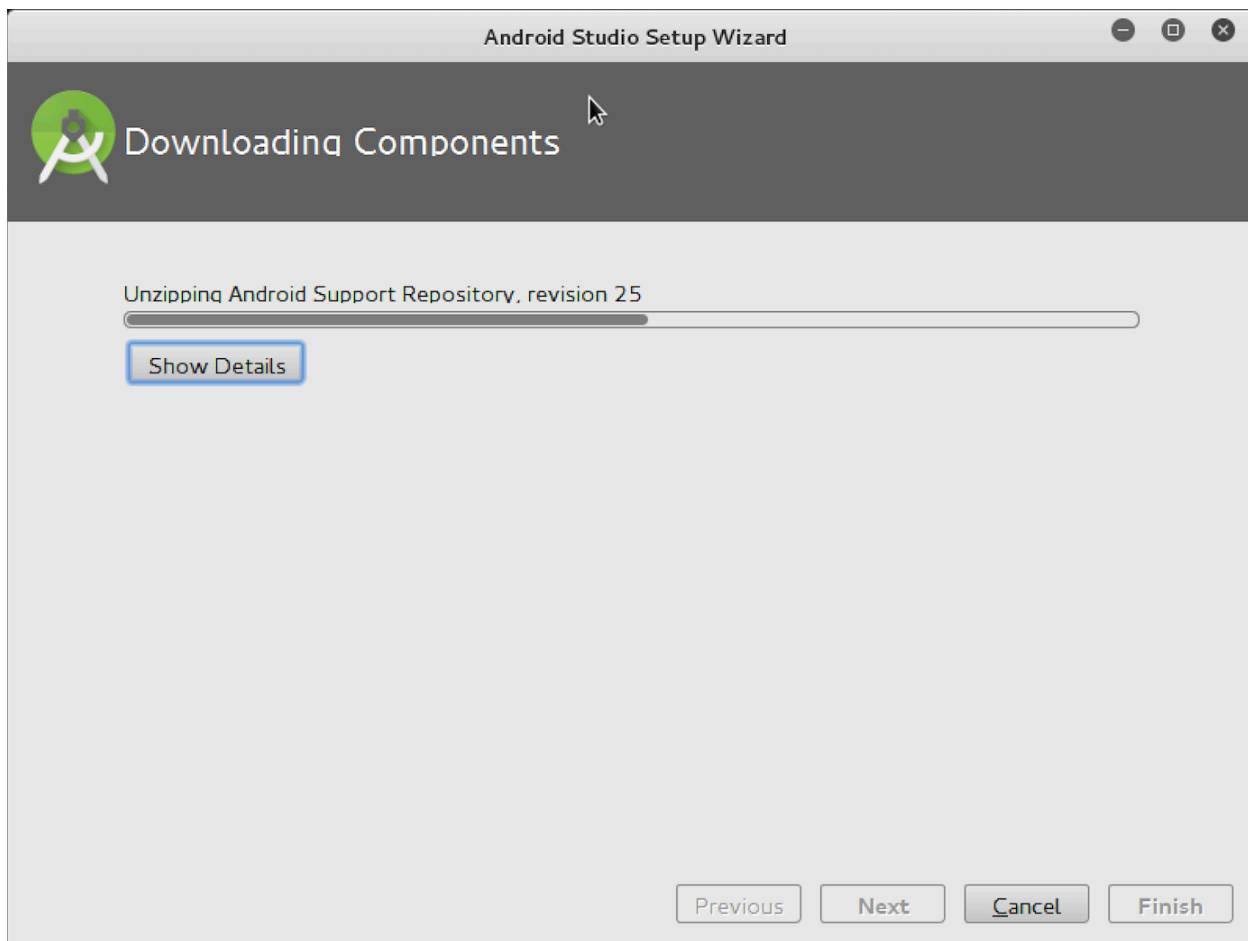 Android Studio Setup Wizard
Downloading Components
Unzipping Android Support Repository, revision 25
Show Details
Previous
Next
Cancel
Finish